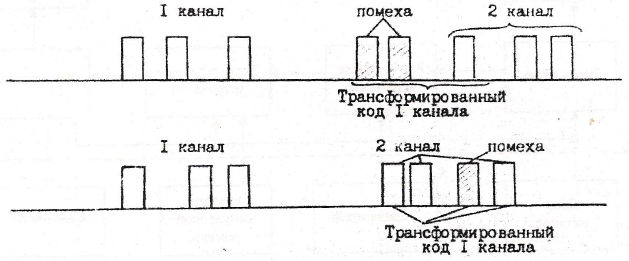 I канал
помеха
2 канал
Трансформированный
код I канала
I канал
2 канал
помеха
Трансформированный
код I канала